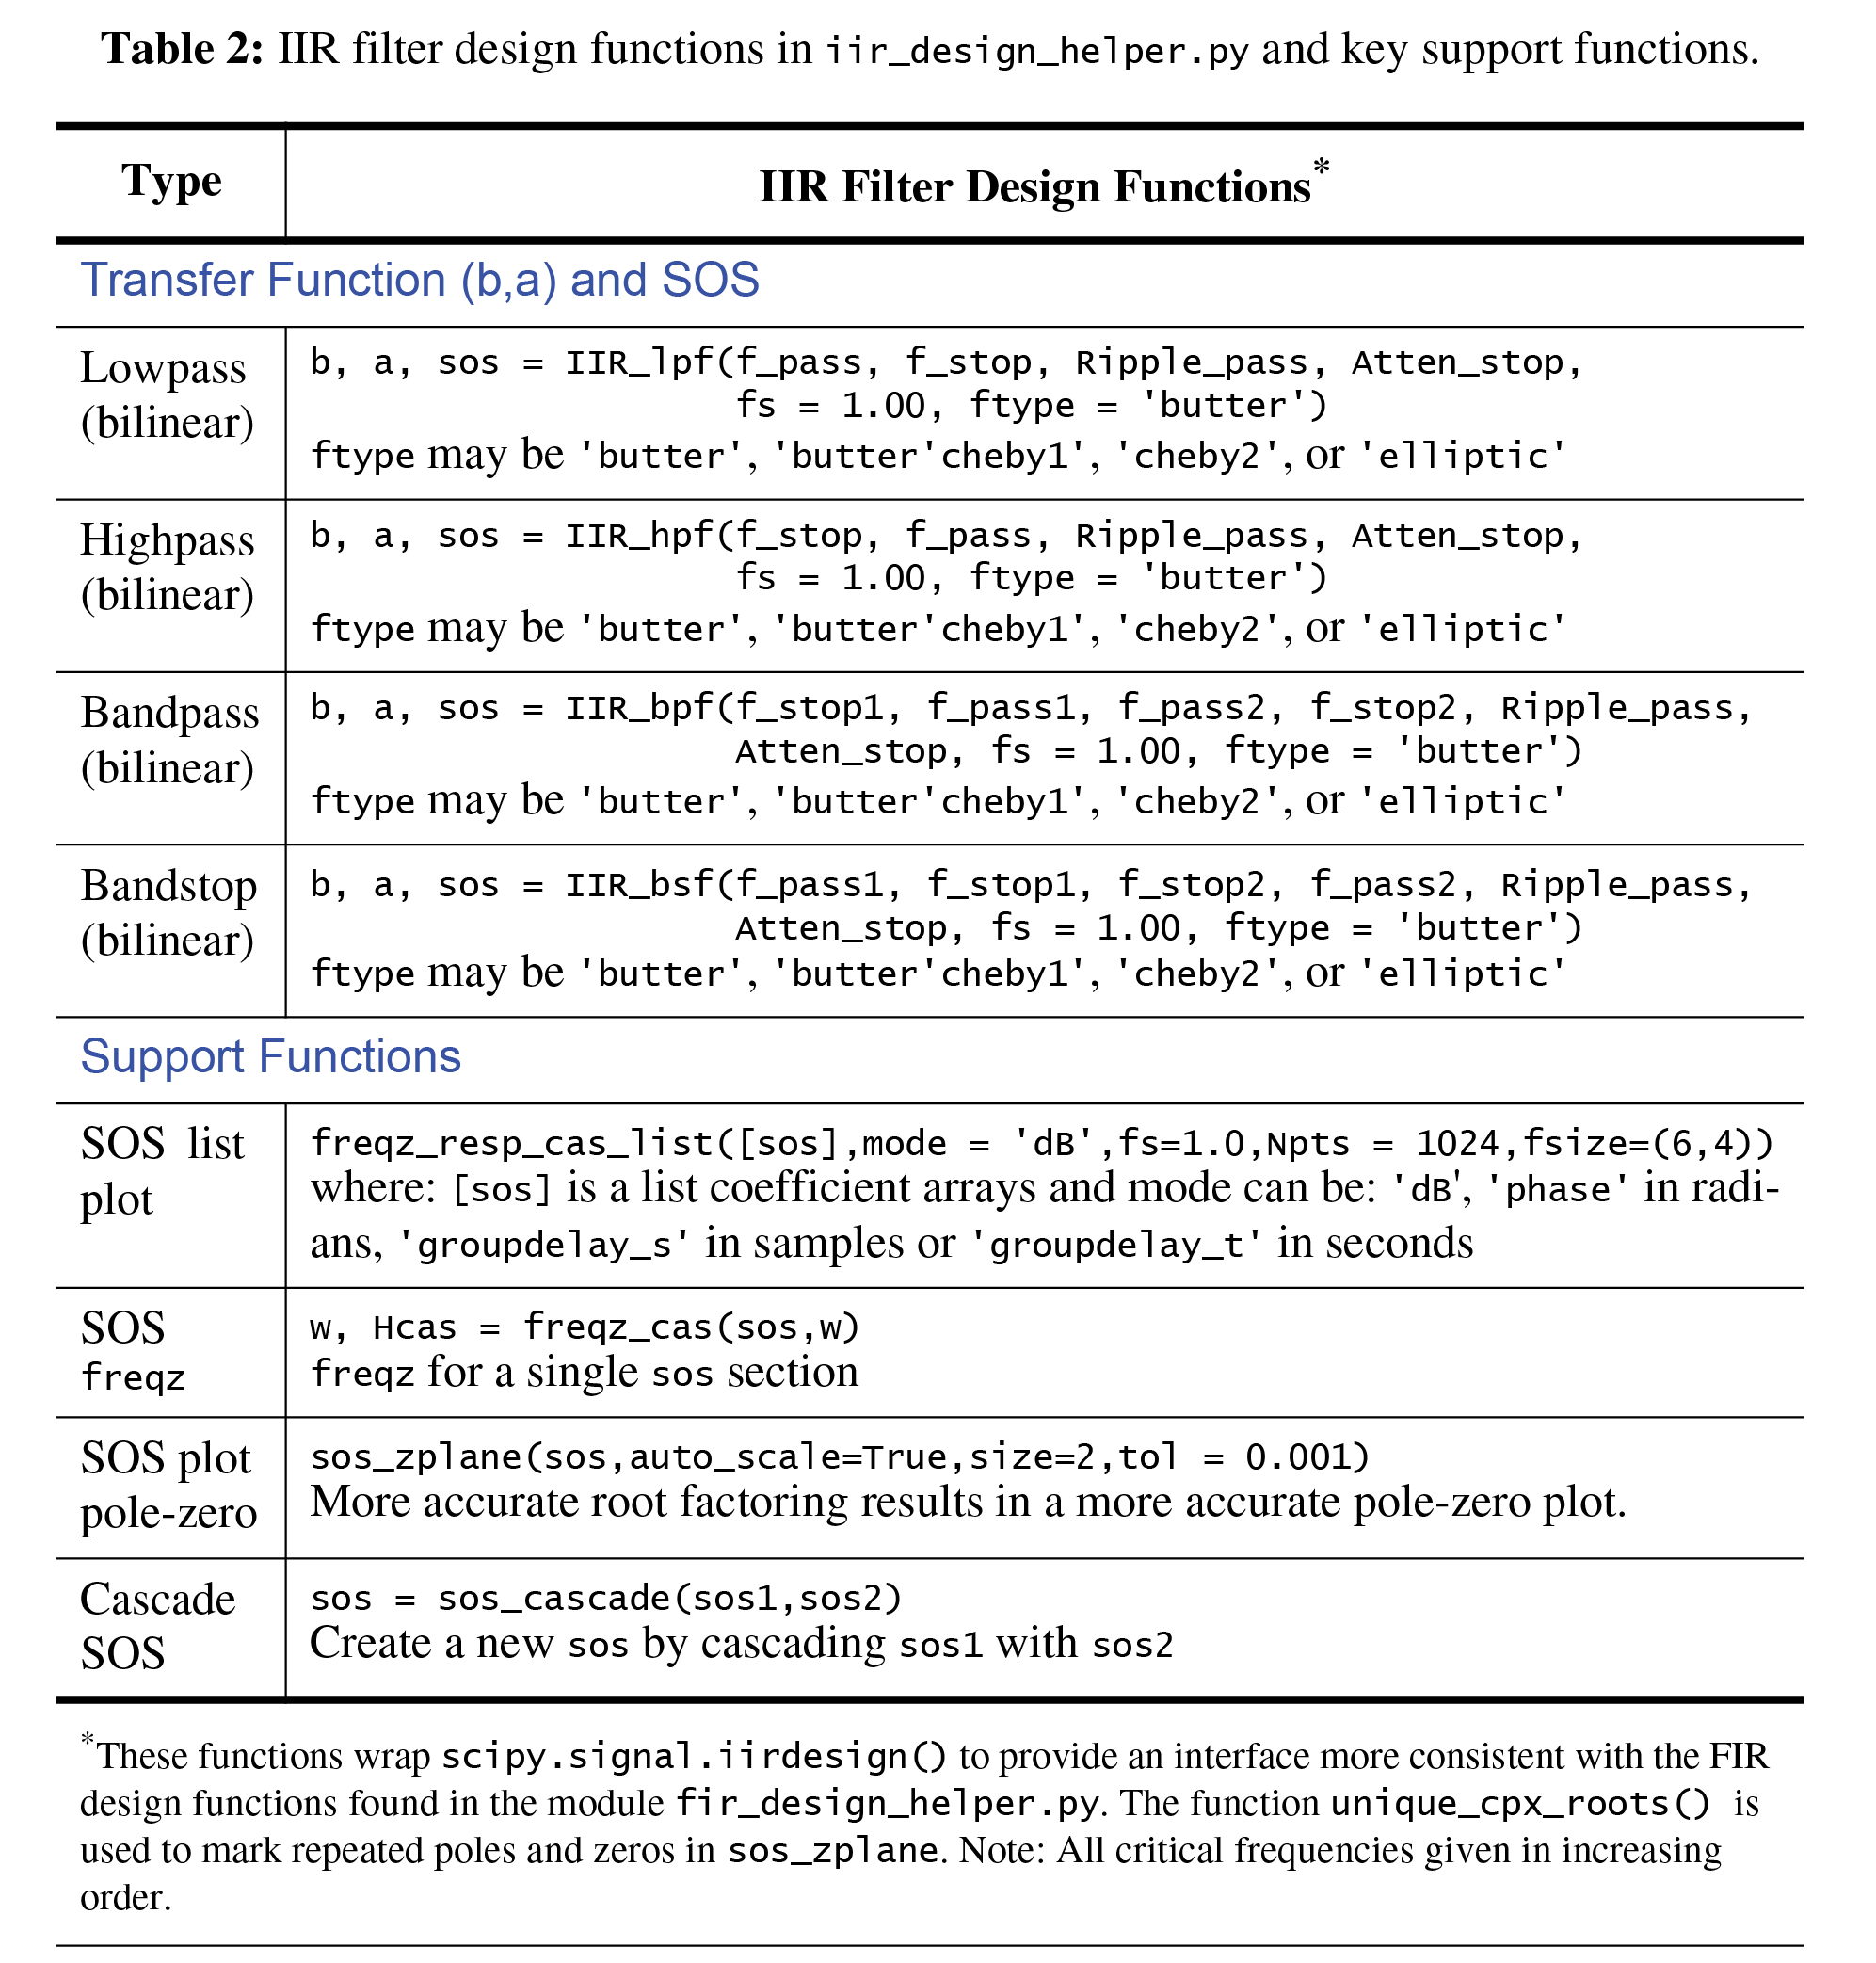 Table 2: IIR filter design functions in iir_design_helper.py and key support functions.
Type IIR Filter Design Functions*
Transfer Function (b,a) and SOS
Lowpass
(bilinear)
b, a, sos = IIR_lpf(f_pass, f_stop, Ripple_pass, Atten_stop,
fs = 1.00, ftype = 'butter')
ftype may be 'butter', 'butter'cheby1', 'cheby2', or 'elliptic'
Highpass
(bilinear)
b, a, sos = IIR_hpf(f_stop, f_pass, Ripple_pass, Atten_stop,
fs = 1.00, ftype = 'butter')
ftype may be 'butter', 'butter'cheby1', 'cheby2', or 'elliptic'
Bandpass
(bilinear)
b, a, sos = IIR_bpf(f_stop1, f_pass1, f_pass2, f_stop2, Ripple_pass,
Atten_stop, fs = 1.00, ftype = 'butter')
ftype may be 'butter', 'butter'cheby1', 'cheby2', or 'elliptic'
Bandstop
(bilinear)
b, a, sos = IIR_bsf(f_pass1, f_stop1, f_stop2, f_pass2, Ripple_pass,
Atten_stop, fs = 1.00, ftype = 'butter')
ftype may be 'butter', 'butter'cheby1', 'cheby2', or 'elliptic'
Support Functions
SOS list
plot
freqz_resp_cas_list([sos],mode = 'dB',fs=1.0,Npts = 1024,fsize=(6,4))
where: [sos] is a list coefficient arrays and mode can be: 'dB', 'phase' in radi-
ans, 'groupdelay_s' in samples or 'groupdelay_t' in seconds
SOS
freqz
w, Hcas = freqz_cas(sos,w)
freqz for a single sos section
SOS plot
pole-zero
sos_zplane(sos,auto_scale=True,size=2,tol = 0.001)
More accurate root factoring results in a more accurate pole-zero plot.
Cascade
SOS
sos = sos_cascade(sos1,sos2)
Create a new sos by cascading sos1 with sos2
*These functions wrap scipy.signal.iirdesign() to provide an interface more consistent with the FIR
design functions found in the module fir_design_helper.py. The function unique_cpx_roots() is
used to mark repeated poles and zeros in sos_zplane. Note: All critical frequencies given in increasing
order.